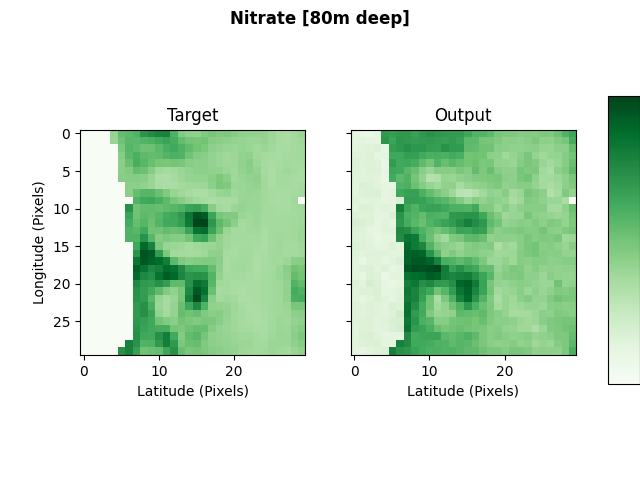 Nitrate [80m deep]
Target
Output
0
5
10
15
20
25
Longitude (Pixels)
0 10 20
0 10 20
Latitude (Pixels)
Latitude (Pixels)